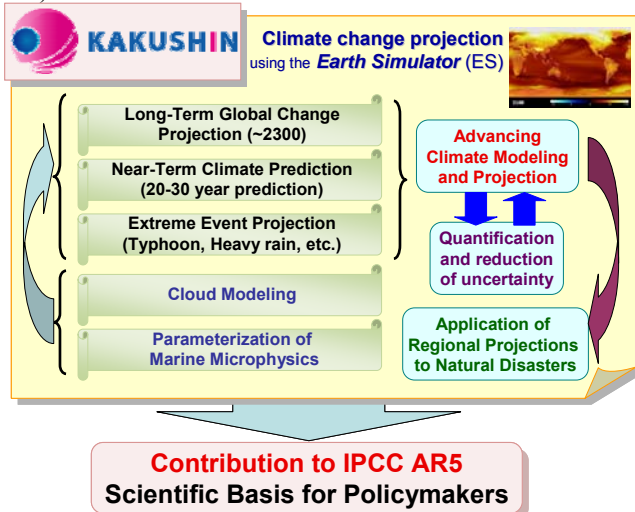 KAKUSHIN
Climate change projection
using the Earth Simulator (ES)
Long-Term Global Change
Projection (~2300)
Near-Term Climate Prediction
(20-30 year prediction)
Extreme Event Projection
(Typhoon, Heavy rain, etc.)
Cloud Modeling
Parameterization of
Marine Microphysics
Advancing
Climate Modeling
and Projection
Quantification
and reduction
of uncertainty
Application of
Regional Projections
to Natural Disasters
Contribution to IPCC AR5
Scientific Basis for Policymakers